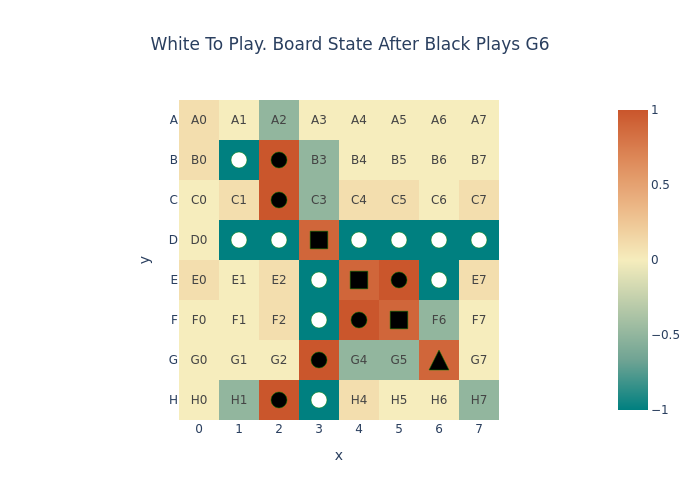 White To Play. Board State After Black Plays G6
A A0 A1 A2 A3 A4 A5 A6 A7
B B0 B3 B4 B5 B6 B7
C C0 C1 C3 C4 C5 C6 C7
D D0
E E0 E1 E2 E7
F F0 F1 F2 F6 F7
G G0 G1 G2 G4 G5 G7
H H0 H1 H4 H5 H6 H7
0 1 2 3 4 5 6 7
x
y
1
0.5
0
−0.5
−1